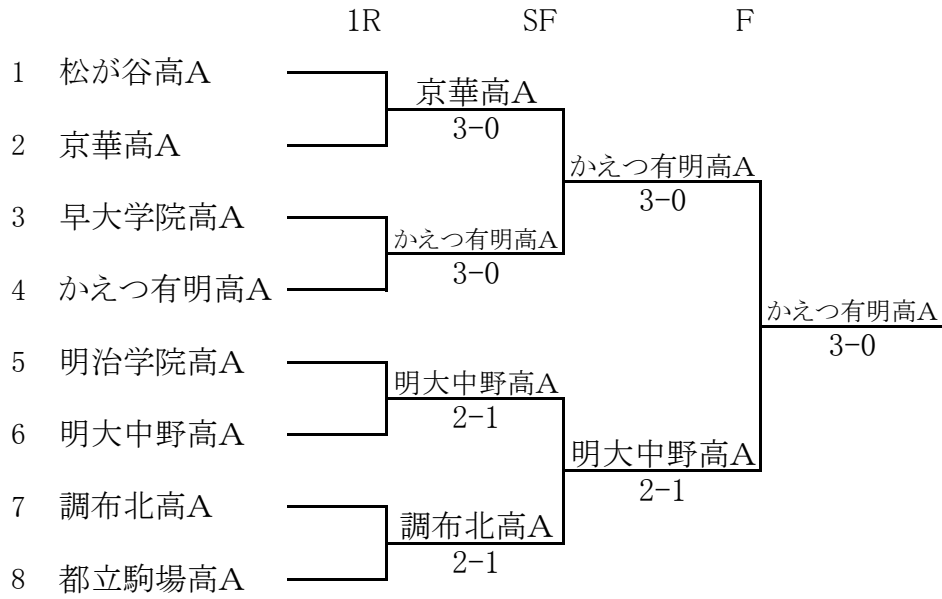 1R SF F
1 松が谷高A
京華高A
3-0
2 京華高A
かえつ有明高A
3-0
3 早大学院高A
かえつ有明高A
3-0
4 かえつ有明高A
かえつ有明高A
3-0
5 明治学院高A
明大中野高A
2-1
6 明大中野高A
明大中野高A
2-1
7 調布北高A
調布北高A
2-1
8 都立駒場高A